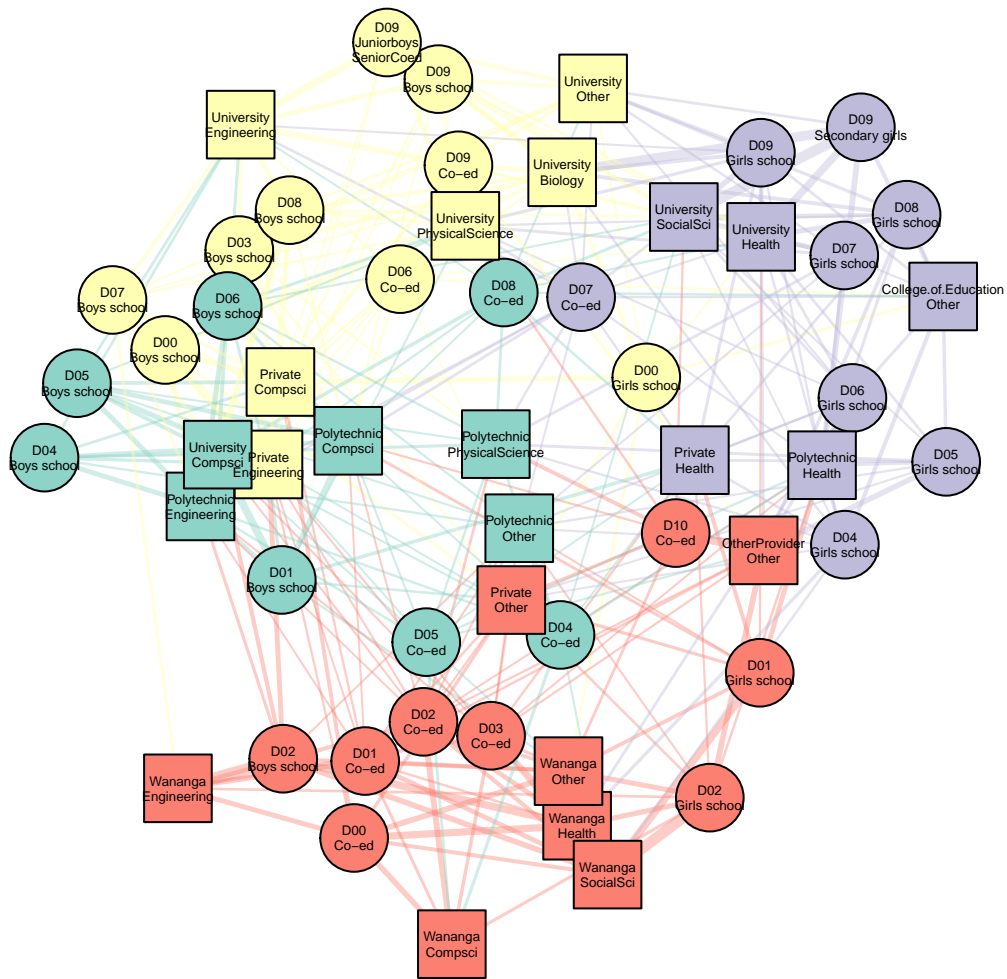 D09
Juniorboys
SeniorCoed
D09
Boys school
University
Other
University
Engineering
D09
Secondary girls
D09
Girls school
D09
Co−ed
University
Biology
D08
Boys school
University
PhysicalScience
University
SocialSci
University
Health
D08
Girls school
D03
Boys school
D07
Girls school
D06
Co−ed
D08
Co−ed
D07
Co−ed
College.of.Education
Other
D07
Boys school
D06
Boys school
D00
Boys school
D05
Boys school
Private
Compsci
D00
Girls school
D06
Girls school
D04
Boys school
University
Compsci
Private
Engineering
Polytechnic
Compsci
Polytechnic
PhysicalScience
Private
Health
Polytechnic
Health
D05
Girls school
Polytechnic
Engineering
Polytechnic
Other
D10
Co−ed
OtherProvider
Other
D04
Girls school
D01
Boys school
Private
Other
D05
Co−ed
D04
Co−ed
D01
Girls school
D02
Co−ed
D03
Co−ed
D02
Boys school
D01
Co−ed
Wananga
Engineering
Wananga
Other
D02
Girls school
D00
Co−ed
Wananga
Health
Wananga
SocialSci
Wananga
Compsci